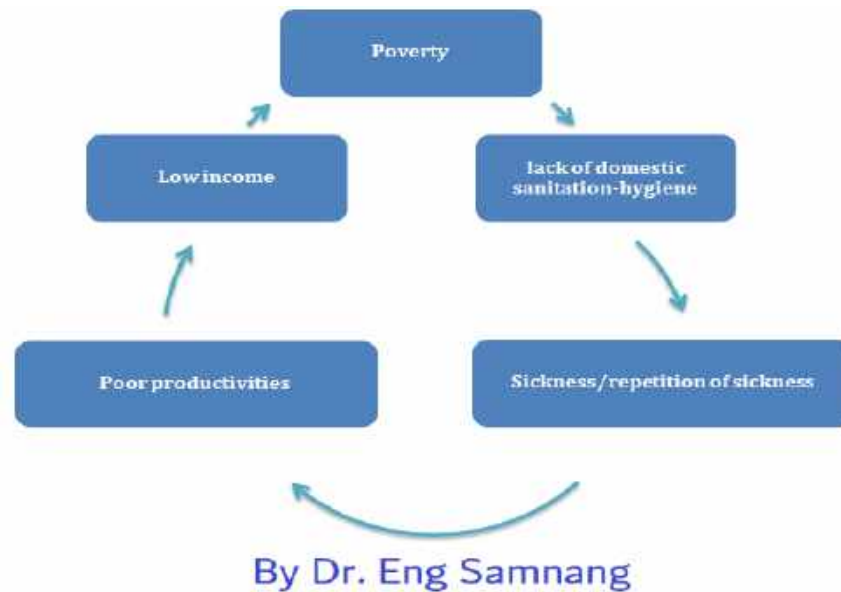 Poverty
Low income
lack of domestic
sanitation-hygiene
Poor productivities
Sickness/repetition of sickness
By Dr. Eng Samnang